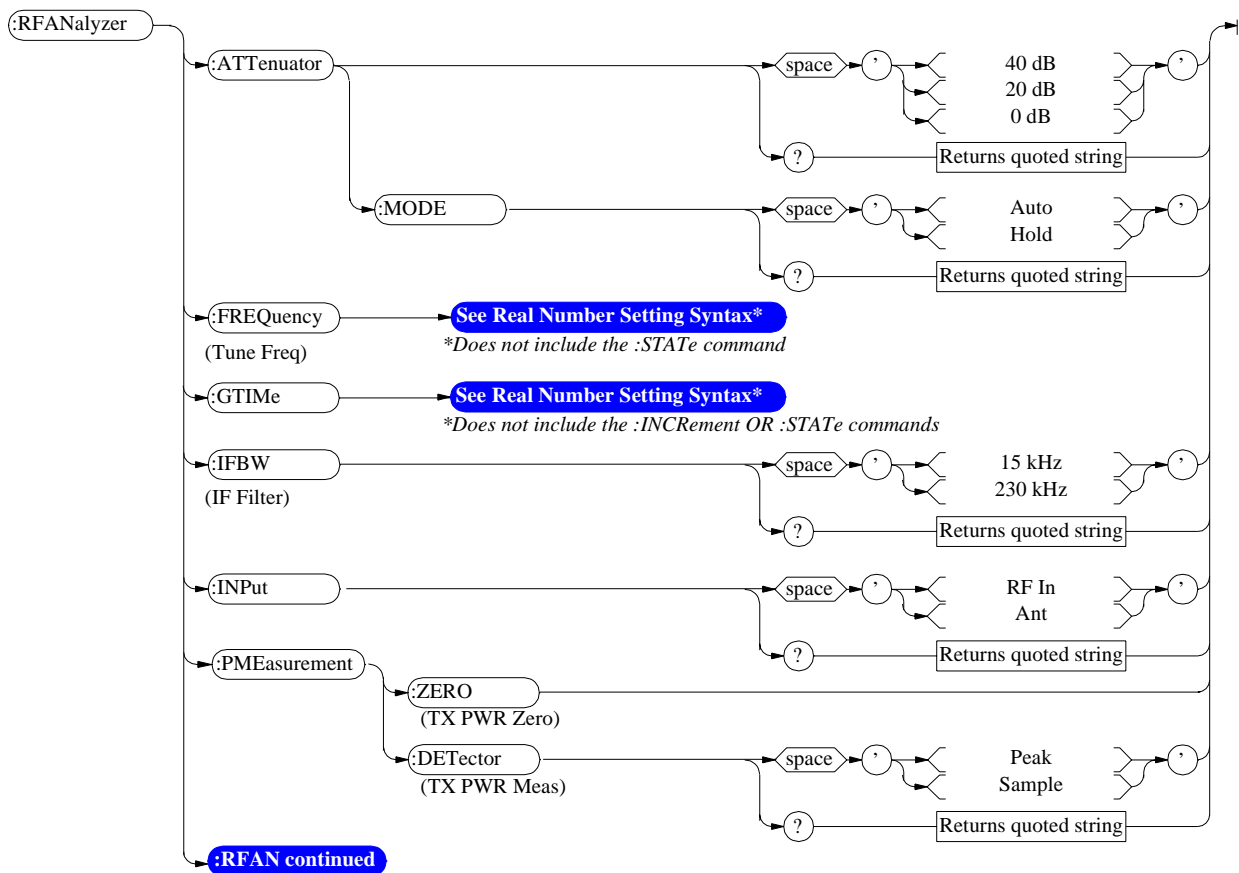 :RFANalyzer
:ATTenuator
space
’
40 dB
20 dB
0 dB
’
?
Returns quoted string
:MODE
space
’
Auto
Hold
’
?
Returns quoted string
:FREQuency
See Real Number Setting Syntax*
(Tune Freq)
*Does not include the :STATe command
:GTIMe
See Real Number Setting Syntax*
*Does not include the :INCRement OR :STATe commands
:IFBW
(IF Filter)
space
’
15 kHz
230 kHz
’
?
Returns quoted string
:INPut
space
’
RF In
Ant
’
?
Returns quoted string
:PMEasurement
:ZERO
(TX PWR Zero)
:DETector
(TX PWR Meas)
space
’
Peak
Sample
’
?
Returns quoted string
:RFAN continued